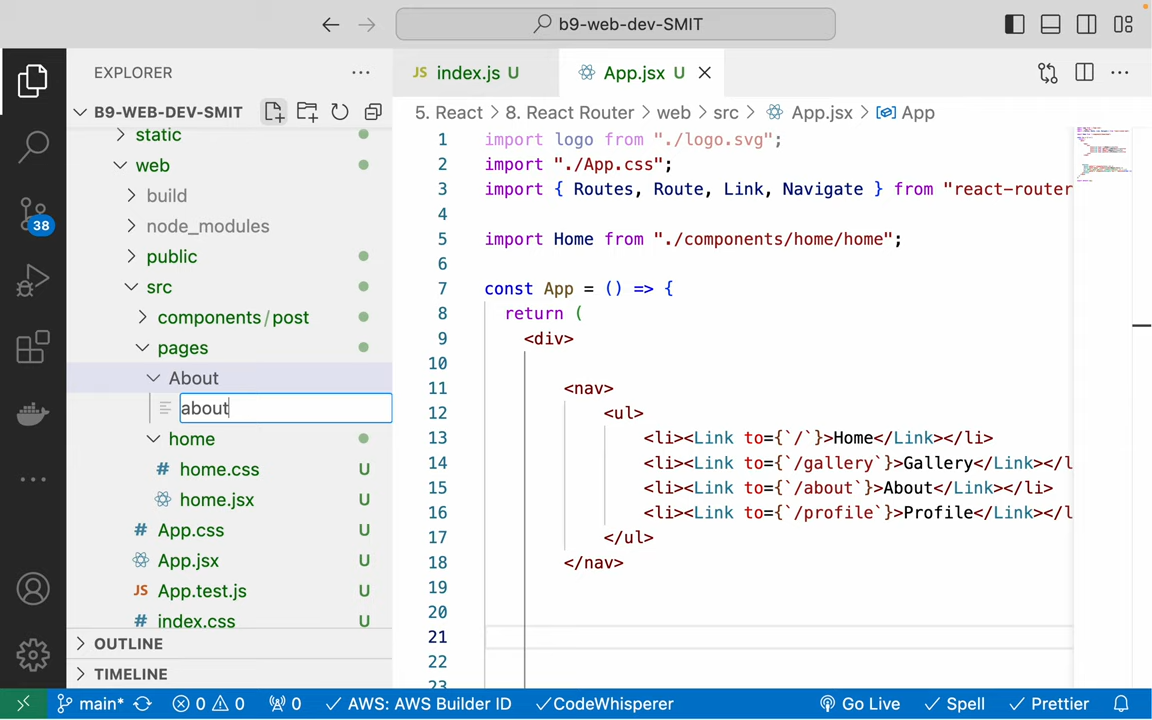 b9-web-dev-SMIT
EXPLORER
B9-WEB-DEV-SMIT
static
web
build
node_modules
public
src
components/post
pages
About
about
home
# home.css U
home.jsx U
# App.css U
App.jsx U
JS App.test.js U
# index.css U
OUTLINE
TIMELINE
38
JS index.js U
App.jsx U
5. React > 8. React Router > web > src > App.jsx > App
1 import logo from "./logo.svg";
2 import "./App.css";
3 import { Routes, Route, Link, Navigate } from "react-router
4
5 import Home from "./components/home/home";
6
7 const App = () => {
8 return (
9 <div>
10
11 <nav>
12 <ul>
13 <li><Link to={`/`}>Home</Link></li>
14 <li><Link to={`/gallery`}>Gallery</Link></l
15 <li><Link to={`/about`}>About</Link></li>
16 <li><Link to={`/profile`}>Profile</Link></l
17 </ul>
18 </nav>
19
20
21
22
23
main* 0 0 0 AWS: AWS Builder ID CodeWhisperer Go Live Spell Prettier